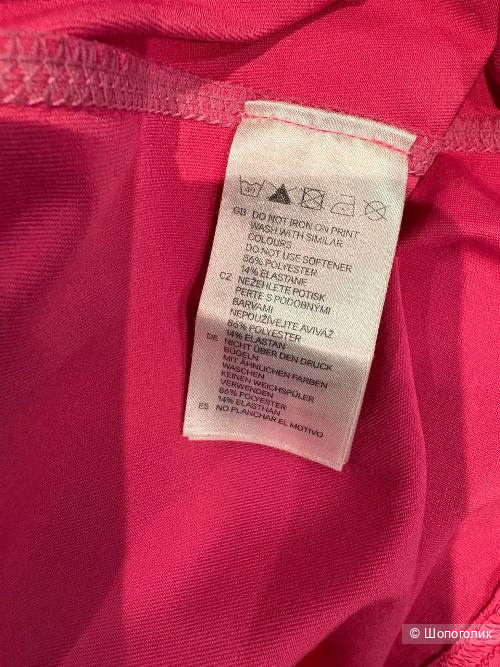 GB DO NOT IRON ON PRINT
WASH WITH SIMILAR
COLOURS
DO NOT USE SOFTENER
86% POLYESTER
14% ELASTANE
CZ NEŽEHLETE POTISK
PERTE S PODOBNÝMI
BARVAMI
NEPOUŽÍVEJTE AVIVÁŽ
86% POLYESTER
14% ELASTAN
DE NICHT ÜBER DEN DRUCK
BÜGELN
MIT ÄHNLICHEN FARBEN
WASCHEN
KEINEN WEICHSPÜLER
VERWENDEN
86% POLYESTER
14% ELASTHAN
ES NO PLANCHAR EL MOTIVO
© Шопоголик